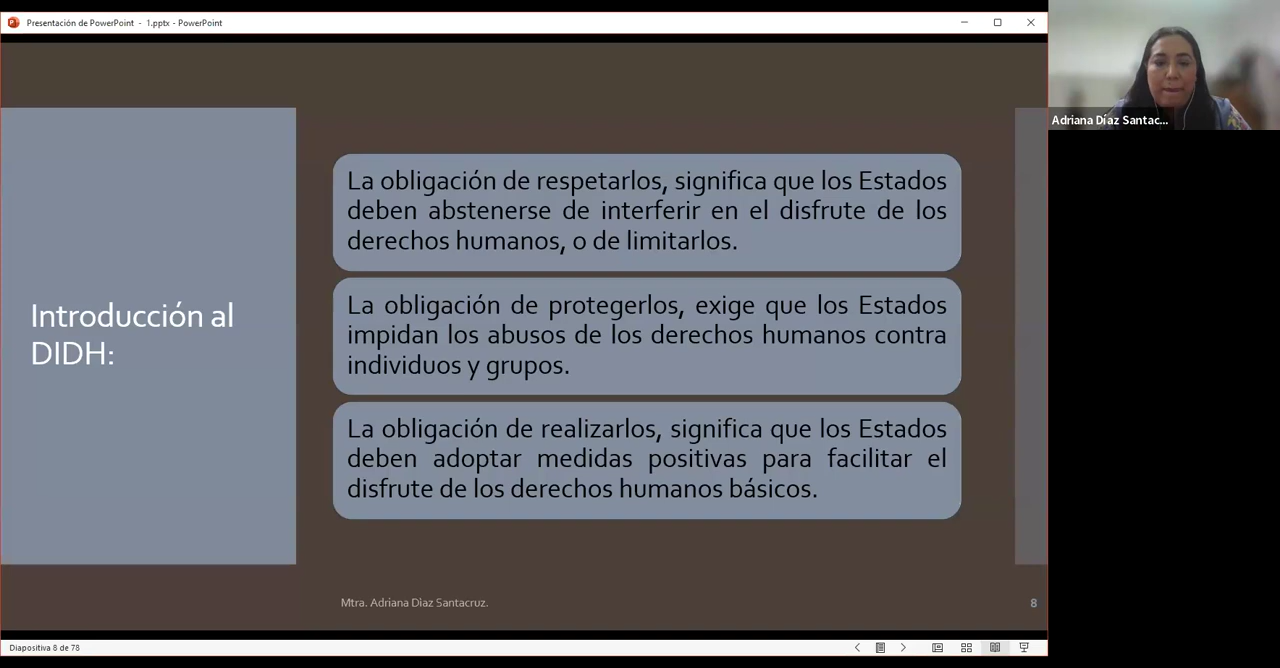 Presentación de PowerPoint - 1.pptx - PowerPoint
Adriana Díaz Santac...
La obligación de respetarlos, significa que los Estados
deben abstenerse de interferir en el disfrute de los
derechos humanos, o de limitarlos.
Introducción al
DIDH:
La obligación de protegerlos, exige que los Estados
impidan los abusos de los derechos humanos contra
individuos y grupos.
La obligación de realizarlos, significa que los Estados
deben adoptar medidas positivas para facilitar el
disfrute de los derechos humanos básicos.
Mtra. Adriana Dìaz Santacruz.
8
Diapositiva 8 de 78